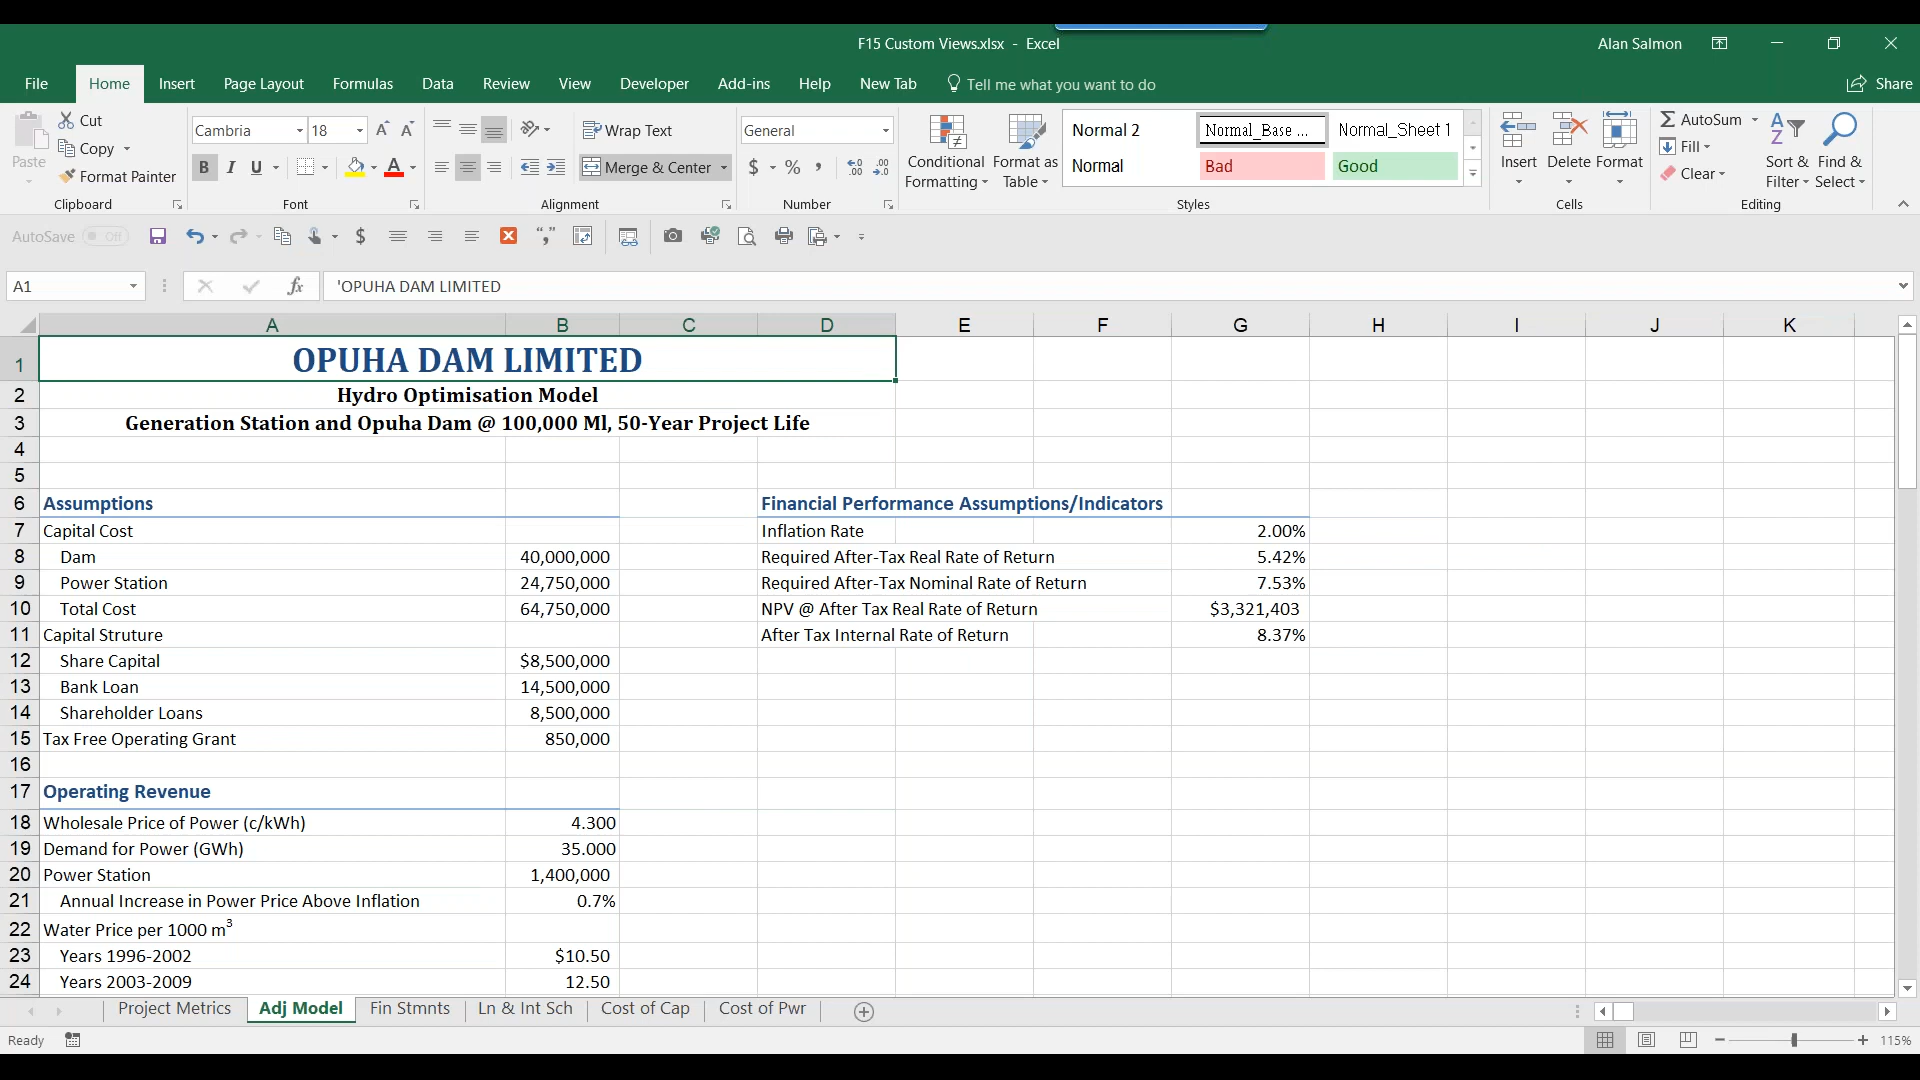 F15 Custom Views.xlsx - Excel
Alan Salmon
File Home Insert Page Layout Formulas Data Review View Developer Add-ins Help New Tab Tell me what you want to do Share
Paste Cut Copy Format Painter Clipboard
Cambria 18 B I U A Font
Wrap Text Merge & Center Alignment
General $ % , Number
Conditional Formatting Format as Table
Normal 2 Normal_Base ... Normal_Sheet 1
Normal Bad Good
Styles
Insert Delete Format Cells
AutoSum Fill Clear Sort & Filter Find & Select Editing
AutoSave Off $
A1 fx 'OPUHA DAM LIMITED
A B C D E F G H I J K
1 OPUHA DAM LIMITED
2 Hydro Optimisation Model
3 Generation Station and Opuha Dam @ 100,000 Ml, 50-Year Project Life
4
5
6 Assumptions Financial Performance Assumptions/Indicators
7 Capital Cost Inflation Rate 2.00%
8 Dam 40,000,000 Required After-Tax Real Rate of Return 5.42%
9 Power Station 24,750,000 Required After-Tax Nominal Rate of Return 7.53%
10 Total Cost 64,750,000 NPV @ After Tax Real Rate of Return $3,321,403
11 Capital Struture After Tax Internal Rate of Return 8.37%
12 Share Capital $8,500,000
13 Bank Loan 14,500,000
14 Shareholder Loans 8,500,000
15 Tax Free Operating Grant 850,000
16
17 Operating Revenue
18 Wholesale Price of Power (c/kWh) 4.300
19 Demand for Power (GWh) 35.000
20 Power Station 1,400,000
21 Annual Increase in Power Price Above Inflation 0.7%
22 Water Price per 1000 m³
23 Years 1996-2002 $10.50
24 Years 2003-2009 12.50
Project Metrics Adj Model Fin Stmnts Ln & Int Sch Cost of Cap Cost of Pwr
Ready 115%